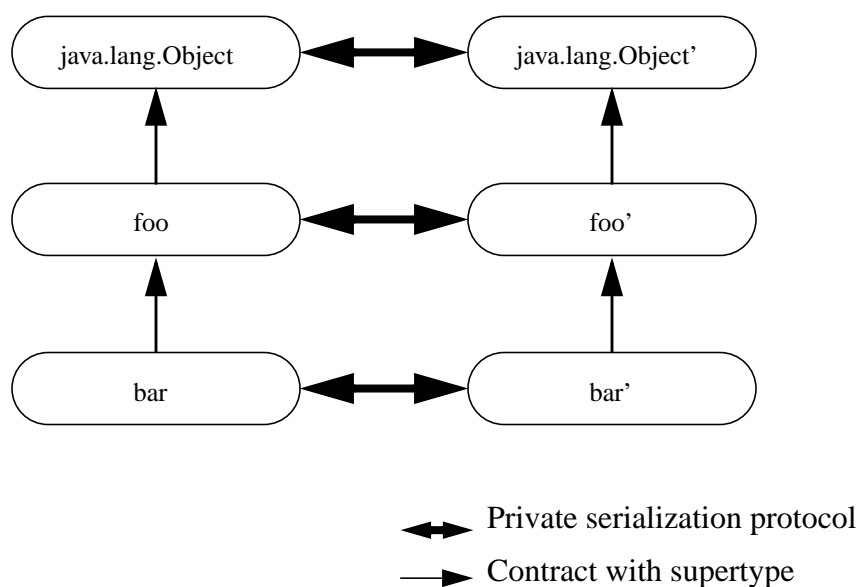 java.lang.Object
java.lang.Object’
foo
foo’
bar
bar’
Private serialization protocol
Contract with supertype